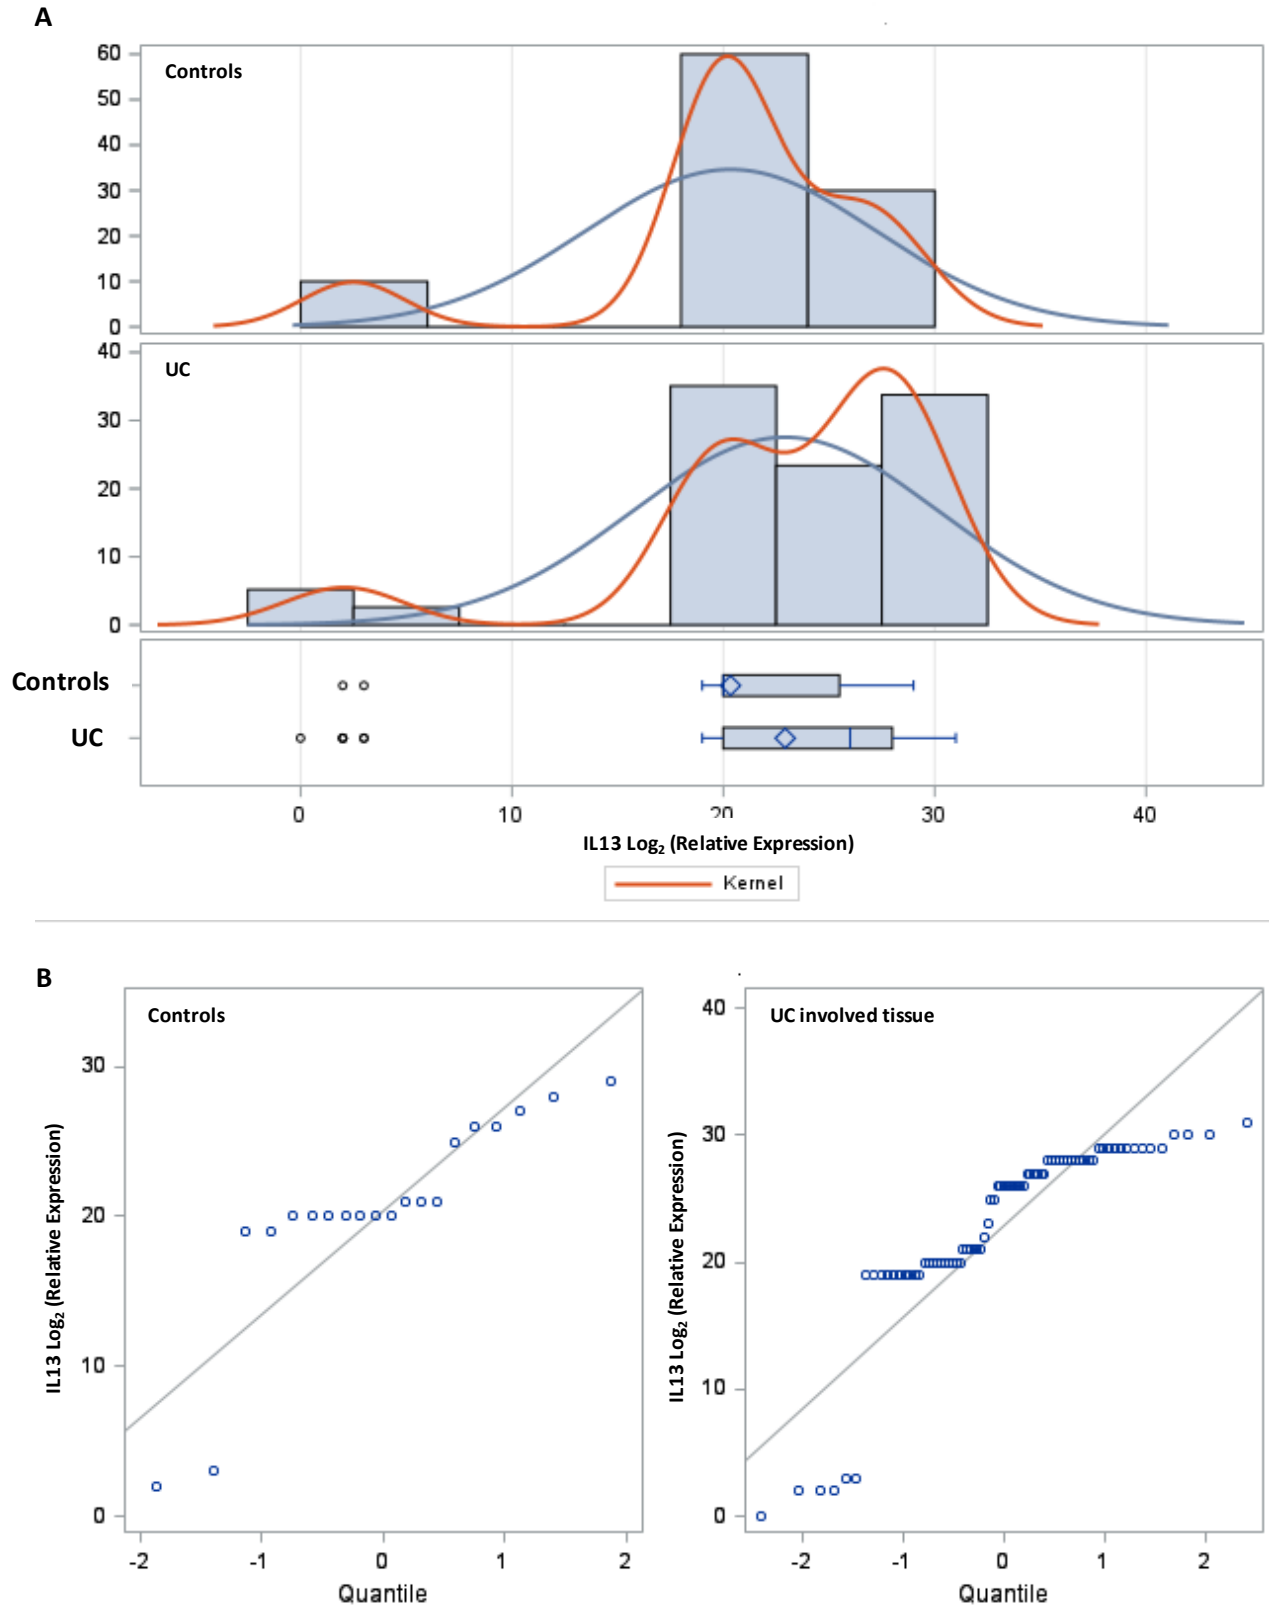 A
Controls
60
50
40
30
20
10
0
UC
40
30
20
10
0
Controls
UC
0 10 20 30 40
IL13 Log₂ (Relative Expression)
Kernel
B
Controls
30
20
10
0
IL13 Log₂ (Relative Expression)
-2 -1 0 1 2
Quantile
UC involved tissue
40
30
20
10
0
IL13 Log₂ (Relative Expression)
-2 -1 0 1 2
Quantile